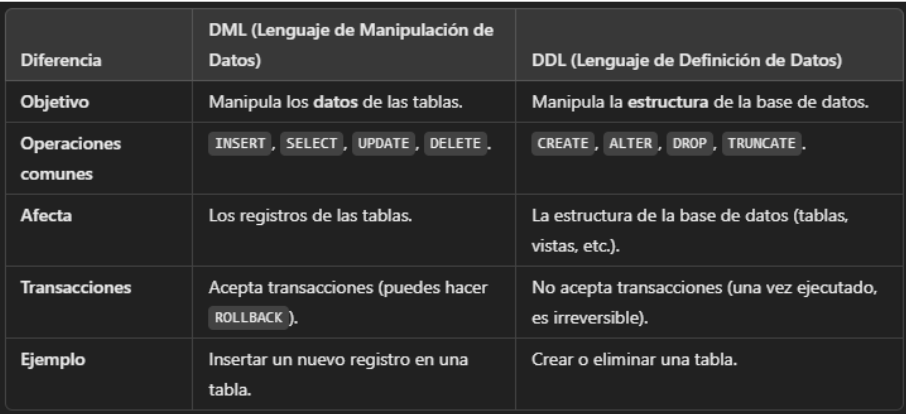 DML (Lenguaje de Manipulación de
Diferencia
Datos)
DDL (Lenguaje de Definición de Datos)
Objetivo
Manipula los datos de las tablas.
Manipula la estructura de la base de datos.
Operaciones
comunes
INSERT, SELECT, UPDATE, DELETE.
CREATE, ALTER, DROP, TRUNCATE.
Afecta
Los registros de las tablas.
La estructura de la base de datos (tablas,
vistas, etc.).
Transacciones
Acepta transacciones (puedes hacer
ROLLBACK).
No acepta transacciones (una vez ejecutado,
es irreversible).
Ejemplo
Insertar un nuevo registro en una
tabla.
Crear o eliminar una tabla.